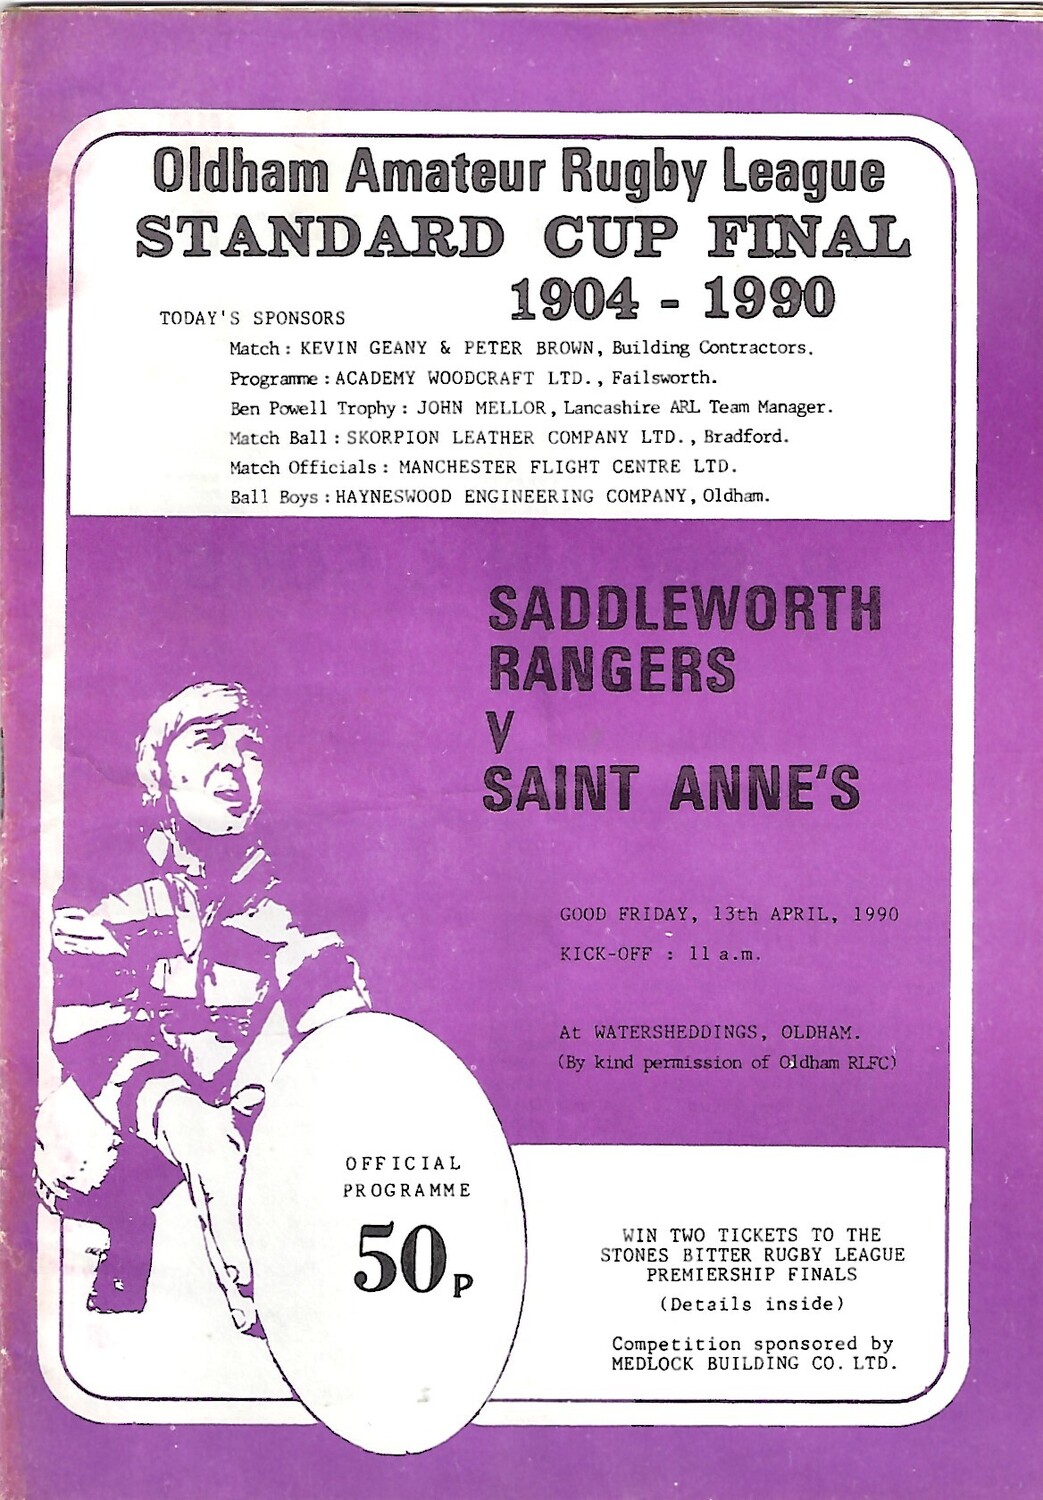 Oldham Amateur Rugby League
STANDARD CUP FINAL
1904 - 1990
TODAY'S SPONSORS
Match : KEVIN GEANY & PETER BROWN, Building Contractors.
Programme : ACADEMY WOODCRAFT LTD., Failsworth.
Ben Powell Trophy : JOHN MELLOR, Lancashire ARL Team Manager.
Match Ball : SKORPION LEATHER COMPANY LTD., Bradford.
Match Officials : MANCHESTER FLIGHT CENTRE LTD.
Ball Boys : HAYNESWOOD ENGINEERING COMPANY, Oldham.
SADDLEWORTH
RANGERS
V
SAINT ANNE'S
GOOD FRIDAY, 13th APRIL, 1990
KICK-OFF : 11 a.m.
At WATERSHEDDINGS, OLDHAM.
(By kind permission of Oldham RLFC)
OFFICIAL
PROGRAMME
50p
WIN TWO TICKETS TO THE
STONES BITTER RUGBY LEAGUE
PREMIERSHIP FINALS
(Details inside)
Competition sponsored by
MEDLOCK BUILDING CO. LTD.